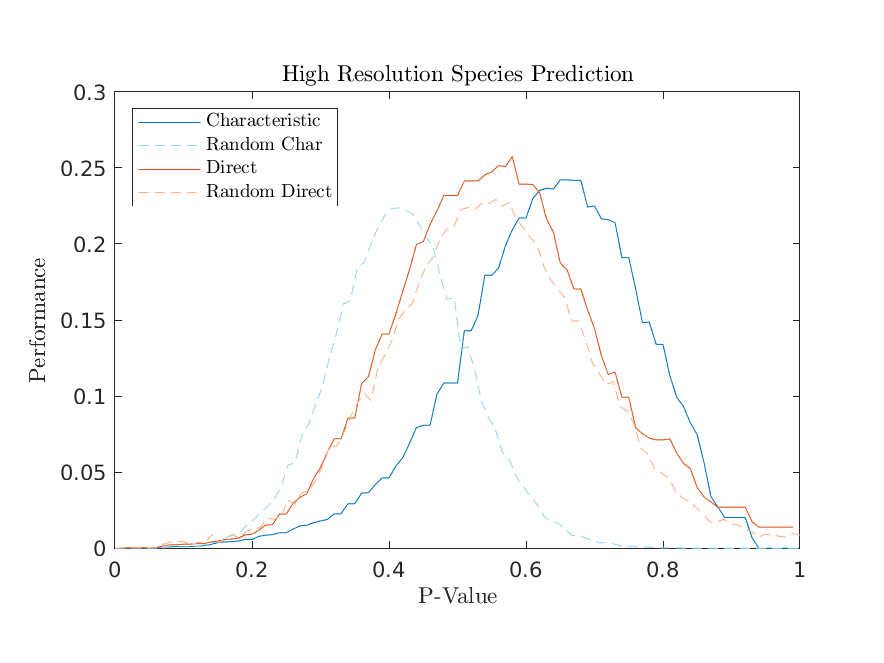 High Resolution Species Prediction
0.3
0.25
0.2
0.15
0.1
0.05
0
Characteristic
Random Char
Direct
Random Direct
Performance
0 0.2 0.4 0.6 0.8 1
P-Value